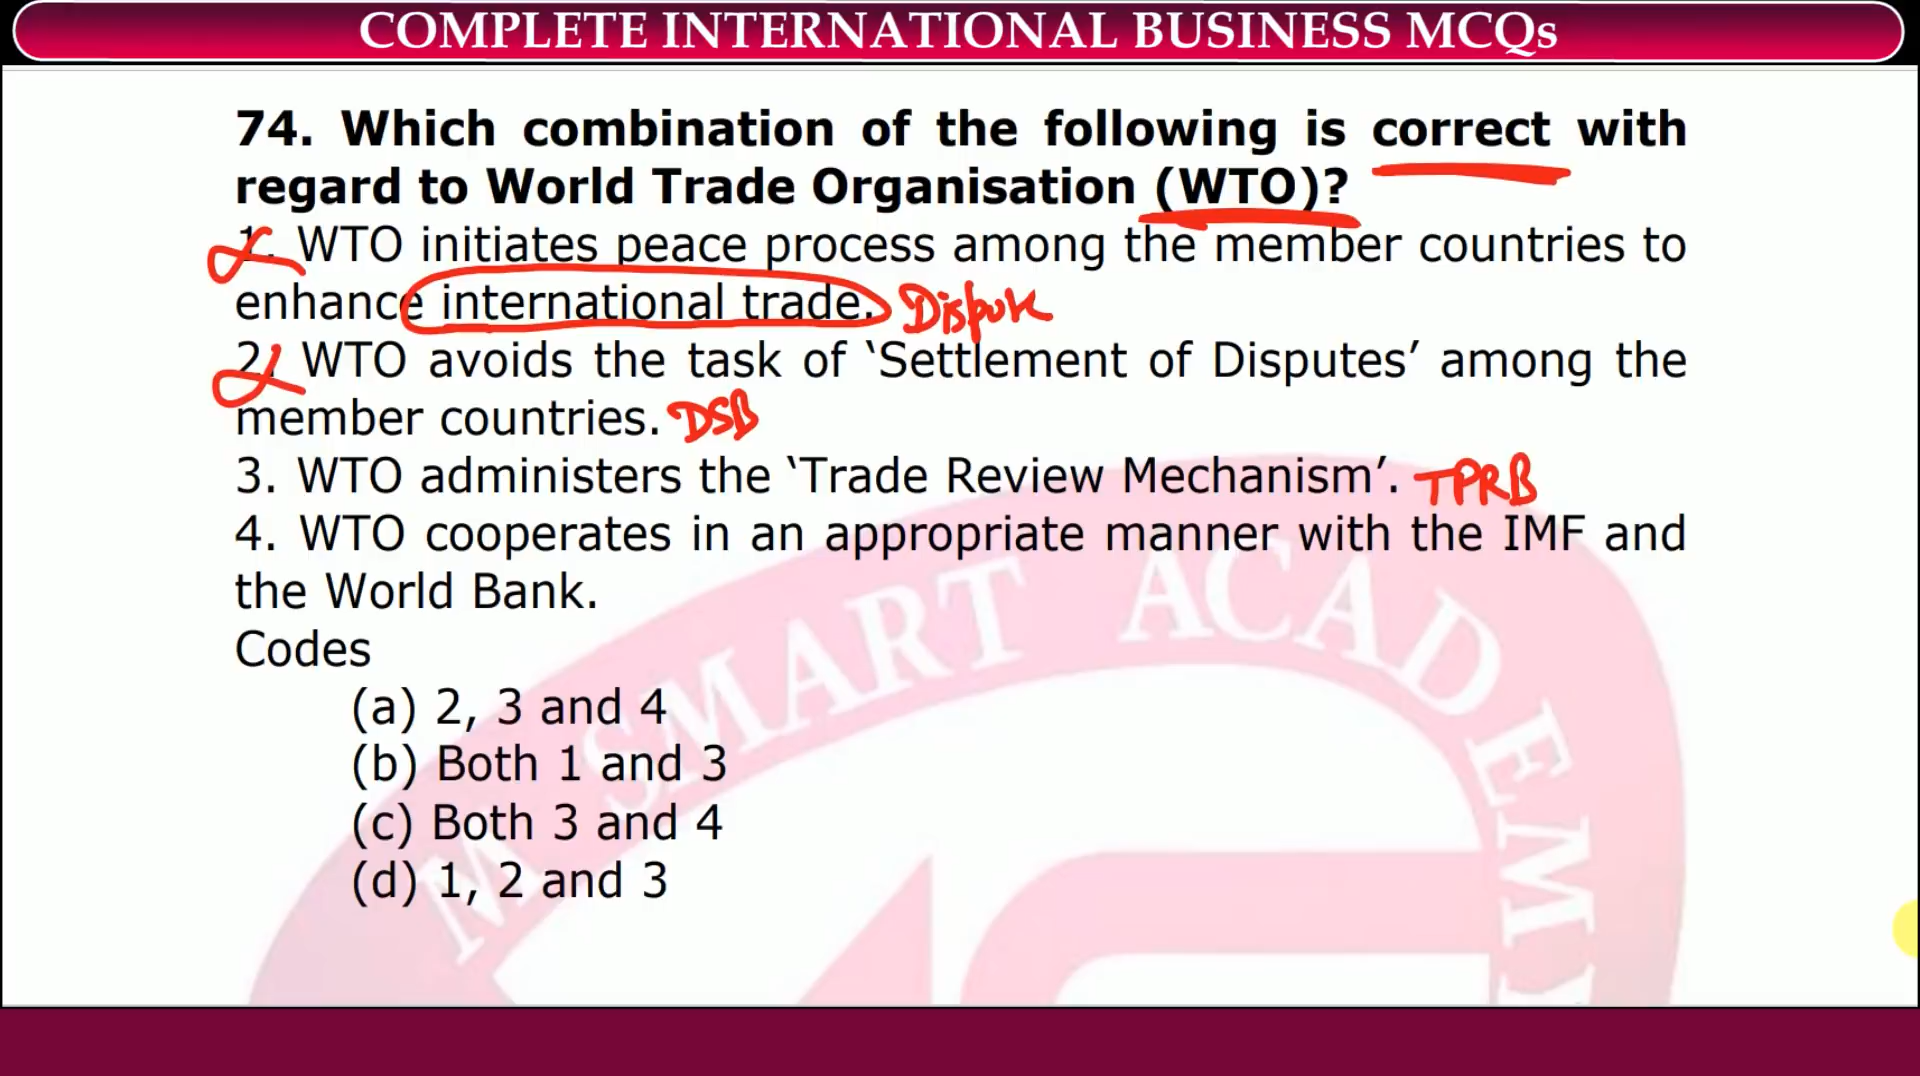 COMPLETE INTERNATIONAL BUSINESS MCQs
74. Which combination of the following is correct with
regard to World Trade Organisation (WTO)?
1. WTO initiates peace process among the member countries to
enhance international trade. Dispute
2. WTO avoids the task of ‘Settlement of Disputes’ among the
member countries. DSB
3. WTO administers the ‘Trade Review Mechanism’. TPRB
4. WTO cooperates in an appropriate manner with the IMF and
the World Bank.
Codes
(a) 2, 3 and 4
(b) Both 1 and 3
(c) Both 3 and 4
(d) 1, 2 and 3
M SMART ACADEMI